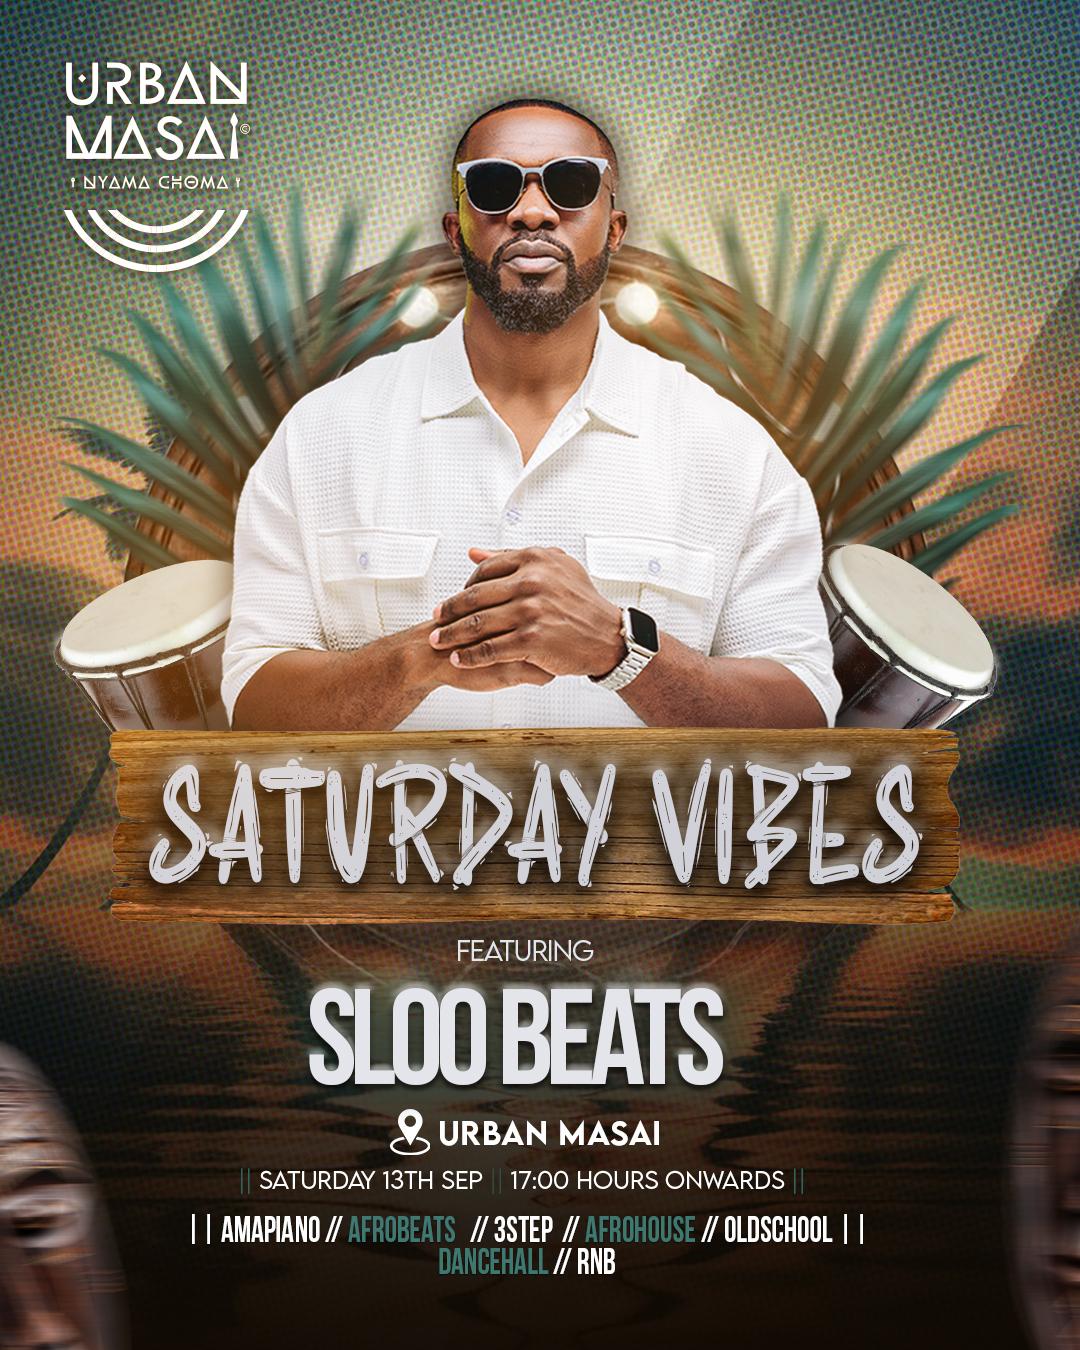 URBAN
MASAI©
NYAMA CHOMA
SATURDAY VIBES
FEATURING
SLOO BEATS
URBAN MASAI
|| SATURDAY 13TH SEP || 17:00 HOURS ONWARDS ||
|| AMAPIANO // AFROBEATS // 3STEP // AFROHOUSE // OLDSCHOOL ||
DANCEHALL // RNB